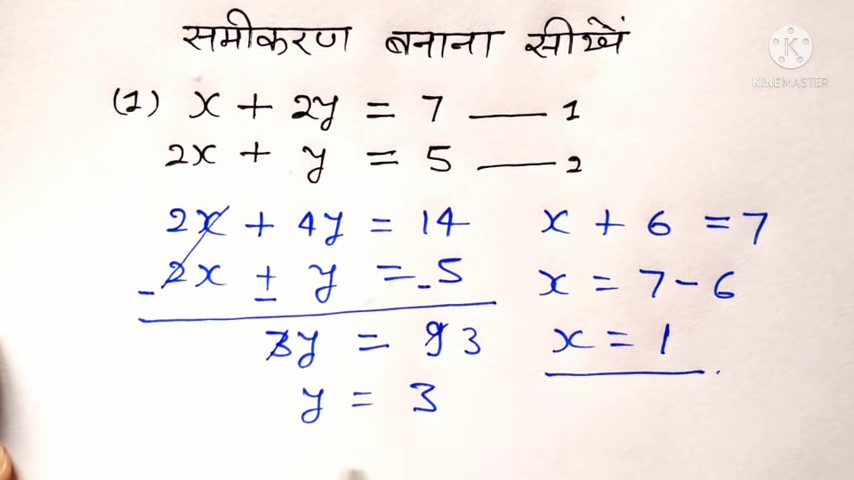 समीकरण बनाना सीखें
K
KINEMASTER
(1) x + 2y = 7 —— 1
2x + y = 5 —— 2
2x + 4y = 14
- 2x ± y = - 5
3y = 9 3
y = 3
x + 6 = 7
x = 7 - 6
x = 1